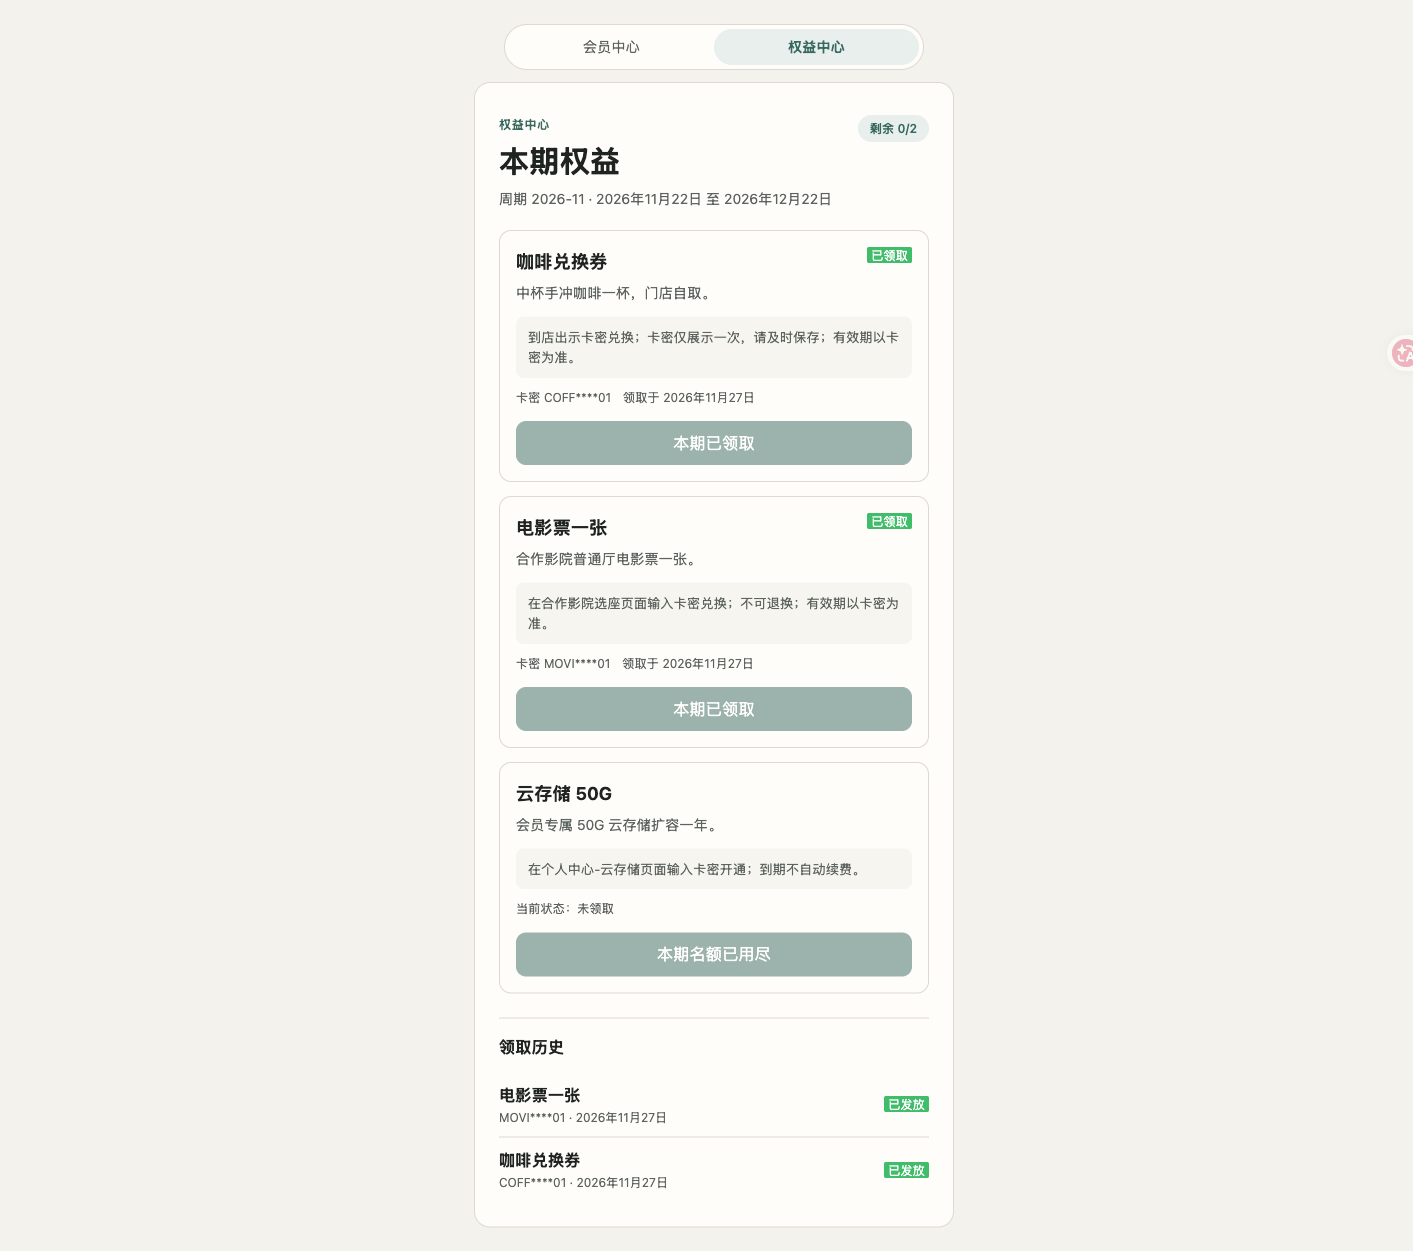 会员中心
权益中心
权益中心
剩余 0/2
本期权益
周期 2026-11 · 2026年11月22日 至 2026年12月22日
咖啡兑换券
已领取
中杯手冲咖啡一杯，门店自取。
到店出示卡密兑换；卡密仅展示一次，请及时保存；有效期以卡
密为准。
卡密 COFF****01 领取于 2026年11月27日
本期已领取
电影票一张
已领取
合作影院普通厅电影票一张。
在合作影院选座页面输入卡密兑换；不可退换；有效期以卡密为
准。
卡密 MOVI****01 领取于 2026年11月27日
本期已领取
云存储 50G
会员专属 50G 云存储扩容一年。
在个人中心-云存储页面输入卡密开通；到期不自动续费。
当前状态：未领取
本期名额已用尽
领取历史
电影票一张
已发放
MOVI****01 · 2026年11月27日
咖啡兑换券
已发放
COFF****01 · 2026年11月27日